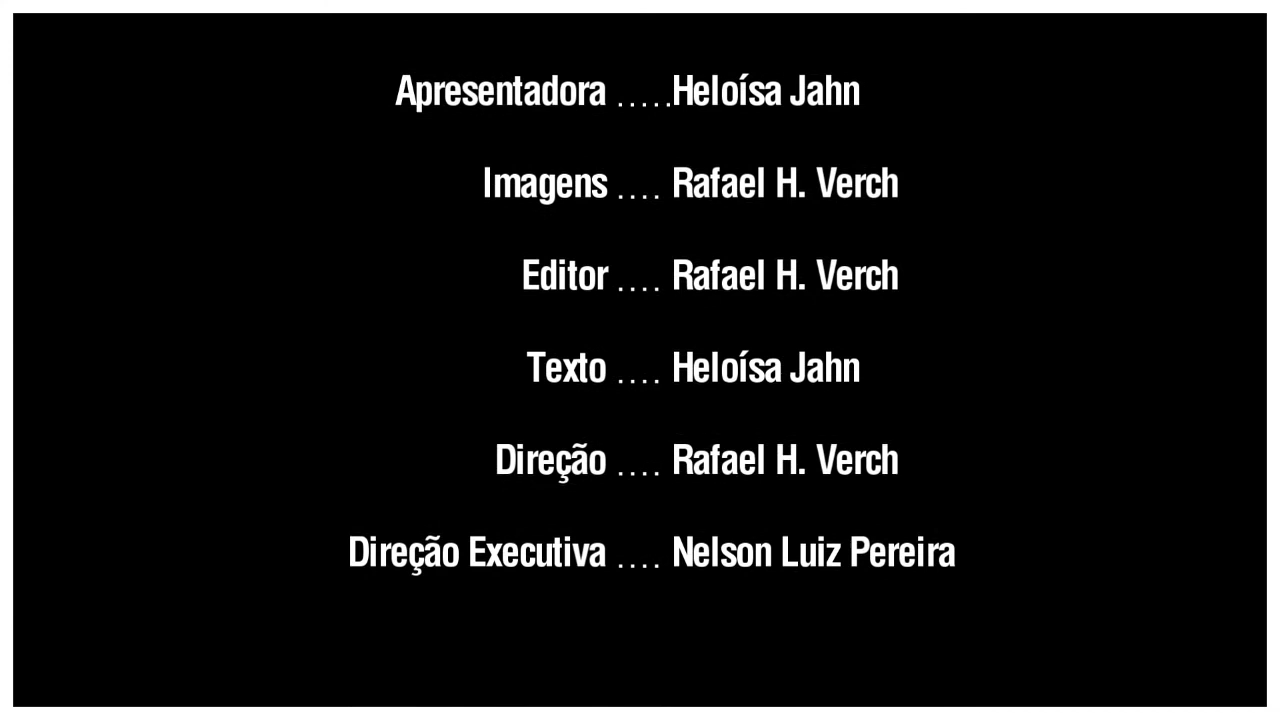 Apresentadora .....Heloísa Jahn
Imagens .... Rafael H. Verch
Editor .... Rafael H. Verch
Texto .... Heloísa Jahn
Direção .... Rafael H. Verch
Direção Executiva .... Nelson Luiz Pereira